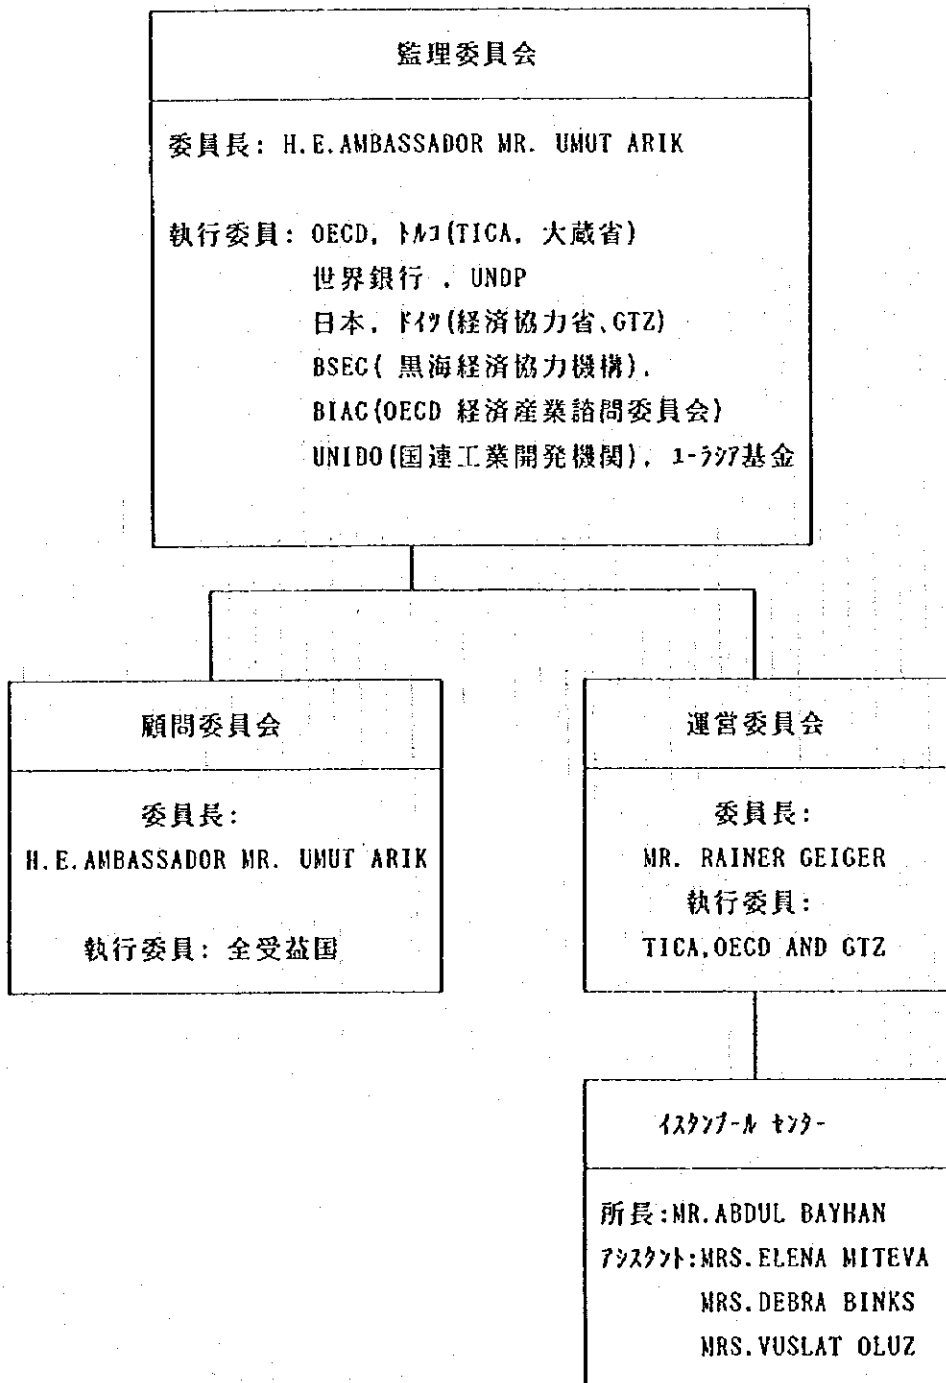 監理委員会
委員長: H.E.AMBASSADOR MR. UMUT ARIK
執行委員: OECD, トルコ(TICA, 大蔵省)
世界銀行 , UNDP
日本, ドイツ(経済協力省、GTZ)
BSEC( 黒海経済協力機構),
BIAC(OECD 経済産業諮問委員会)
UNIDO(国連工業開発機関), ユーラシア基金
顧問委員会
委員長:
H.E.AMBASSADOR MR. UMUT ARIK
執行委員: 全受益国
運営委員会
委員長:
MR. RAINER GEIGER
執行委員:
TICA,OECD AND GTZ
イスタンブール センター
所長:MR.ABDUL BAYHAN
アシスタント:MRS.ELENA MITEVA
MRS.DEBRA BINKS
MRS.VUSLAT OLUZ